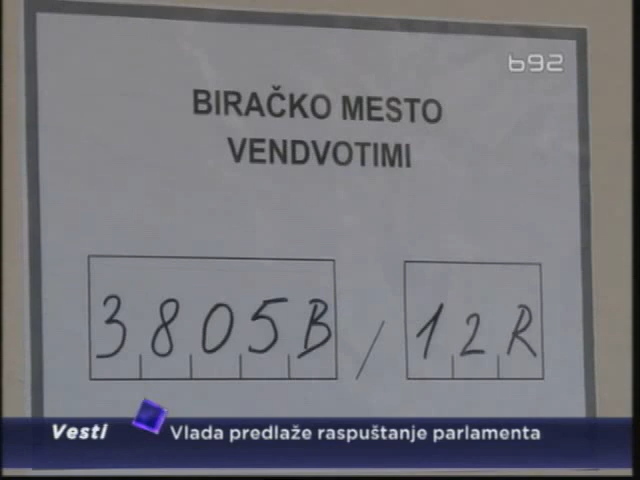 b92
BIRAČKO MESTO
VENDVOTIMI
3805B / 12R
Vesti Vlada predlaže raspuštanje parlamenta